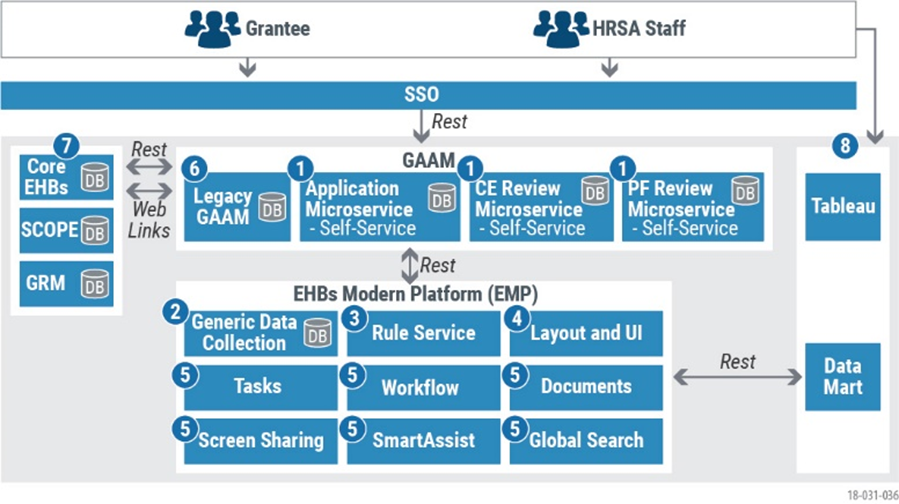 Grantee
HRSA Staff
SSO
Rest
7
Core
EHBs
DB
SCOPE
DB
GRM
DB
Rest
Web
Links
GAAM
6
Legacy
GAAM
DB
1
Application
Microservice
- Self-Service
DB
1
CE Review
Microservice
- Self-Service
DB
1
PF Review
Microservice
- Self-Service
DB
Rest
EHBs Modern Platform (EMP)
2
Generic Data
Collection
DB
3
Rule Service
4
Layout and UI
5
Tasks
5
Workflow
5
Documents
5
Screen Sharing
5
SmartAssist
5
Global Search
Rest
8
Tableau
Data
Mart
18-031-036